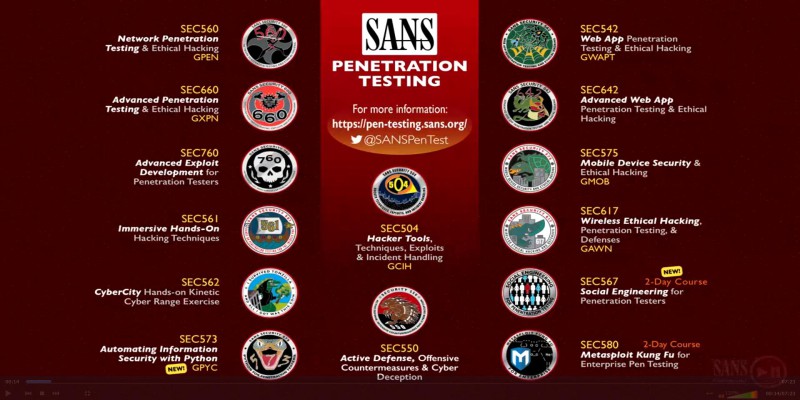 SEC560
Network Penetration
Testing & Ethical Hacking
GPEN
SEC660
Advanced Penetration
Testing & Ethical Hacking
GXPN
660
SEC760
Advanced Exploit
Development for
Penetration Testers
760
SEC561
Immersive Hands-On
Hacking Techniques
SEC562
CyberCity Hands-on Kinetic
Cyber Range Exercise
SEC573
Automating Information
Security with Python
NEW! GPYC
SANS
PENETRATION
TESTING
For more information:
https://pen-testing.sans.org/
@SANSPenTest
504
SEC504
Hacker Tools,
Techniques, Exploits
& Incident Handling
GCIH
SEC550
Active Defense, Offensive
Countermeasures & Cyber
Deception
SEC542
Web App Penetration
Testing & Ethical Hacking
GWAPT
SEC642
Advanced Web App
Penetration Testing & Ethical
Hacking
SEC575
Mobile Device Security &
Ethical Hacking
GMOB
SEC617
Wireless Ethical Hacking,
Penetration Testing, &
Defenses
GAWN
SOCIAL ENGINEERING
NEW!
SEC567 2-Day Course
Social Engineering for
Penetration Testers
SEC580 2-Day Course
Metasploit Kung Fu for
Enterprise Pen Testing
SANS